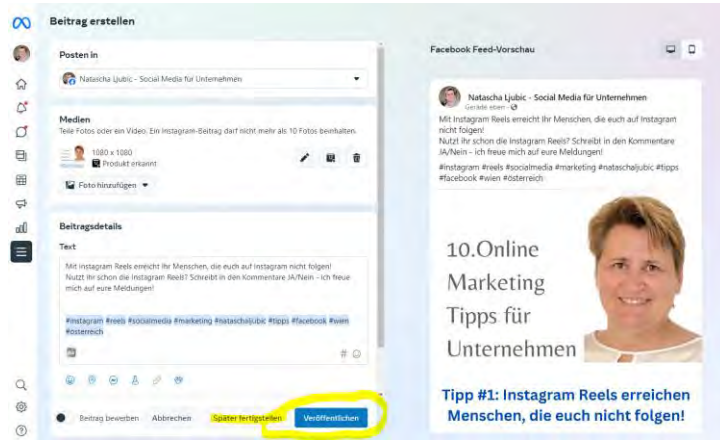 Beitrag erstellen
Posten in
Natascha Ljubic - Social Media für Unternehmen
Medien
Teile Fotos oder ein Video. Ein Instagram-Beitrag darf nicht mehr als 10 Fotos beinhalten.
1080 x 1080
Produkt erkannt
Foto hinzufügen
Beitragsdetails
Text
Mit Instagram Reels erreicht Ihr Menschen, die euch auf Instagram nicht folgen!
Nutzt Ihr schon die Instagram Reels? Schreibt in den Kommentare JA/Nein - ich freue
mich auf eure Meldungen!
#instagram #reels #socialmedia #marketing #nataschaljubic #tipps #facebook #wien
#österreich
Beitrag bewerben Abbrechen Später fertigstellen Veröffentlichen
Facebook Feed-Vorschau
Natascha Ljubic - Social Media für Unternehmen
Gerade eben
Mit Instagram Reels erreicht Ihr Menschen, die euch auf Instagram
nicht folgen!
Nutzt Ihr schon die Instagram Reels? Schreibt in den Kommentare
JA/Nein - ich freue mich auf eure Meldungen!
#instagram #reels #socialmedia #marketing #nataschaljubic #tipps
#facebook #wien #österreich
10.Online
Marketing
Tipps für
Unternehmen
Tipp #1: Instagram Reels erreichen
Menschen, die euch nicht folgen!